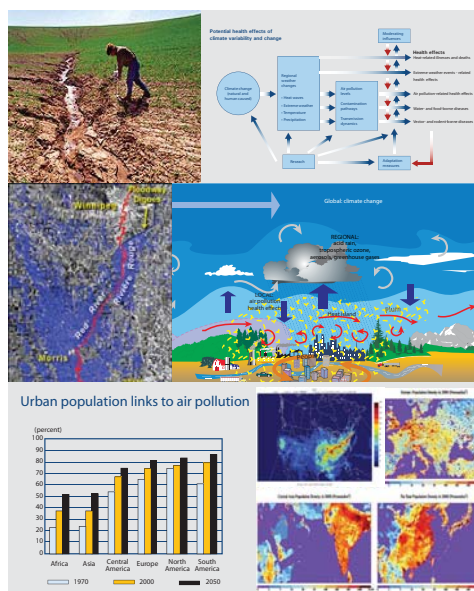 Potential health effects of
climate variability and change
Moderating
influences
Health effects
Heat-related illnesses and deaths
Extreme weather events - related
health effects
Air pollution-related health effects
Water- and food-borne diseases
Vector- and rodent-borne diseases
Climate change
(natural and
human caused)
Regional
weather
changes
- Heat waves
- Extreme weather
- Temperature
- Precipitation
Air pollution
levels
Contamination
pathways
Transmission
dynamics
Research
Adaptation
measures
Winnipeg
Floodway
Dignes
Red River
Rivière Rouge
Morris
Global: climate change
REGIONAL:
acid rain,
tropospheric ozone,
aerosols, greenhouse gases
LOCAL:
air pollution
health effects
Heat Island
Plum
Urban population links to air pollution
(percent)
100
90
80
70
60
50
40
30
20
10
0
Africa
Asia
Central
America
Europe
North
America
South
America
1970
2000
2050